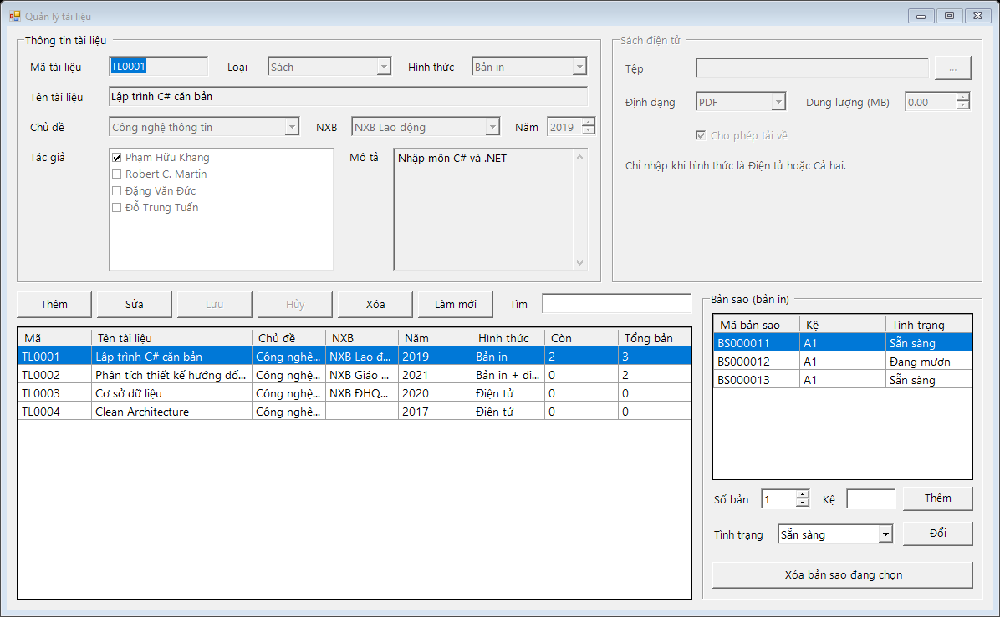 Quản lý tài liệu
Thông tin tài liệu
Mã tài liệu TL0001 Loại Sách Hình thức Bản in
Tên tài liệu Lập trình C# căn bản
Chủ đề Công nghệ thông tin NXB NXB Lao động Năm 2019
Tác giả Phạm Hữu Khang Mô tả Nhập môn C# và .NET
Robert C. Martin
Đặng Văn Đức
Đỗ Trung Tuấn
Sách điện tử
Tệp ...
Định dạng PDF Dung lượng (MB) 0.00
Cho phép tải về
Chỉ nhập khi hình thức là Điện tử hoặc Cả hai.
Thêm Sửa Lưu Hủy Xóa Làm mới Tìm
Mã Tên tài liệu Chủ đề NXB Năm Hình thức Còn Tổng bản
TL0001 Lập trình C# căn bản Công nghệ... NXB Lao đ... 2019 Bản in 2 3
TL0002 Phân tích thiết kế hướng đố... Công nghệ... NXB Giáo ... 2021 Bản in + đi... 0 2
TL0003 Cơ sở dữ liệu Công nghệ... NXB ĐHQ... 2020 Điện tử 0 0
TL0004 Clean Architecture Công nghệ... 2017 Điện tử 0 0
Bản sao (bản in)
Mã bản sao Kệ Tình trạng
BS000011 A1 Sẵn sàng
BS000012 A1 Đang mượn
BS000013 A1 Sẵn sàng
Số bản 1 Kệ Thêm
Tình trạng Sẵn sàng Đổi
Xóa bản sao đang chọn